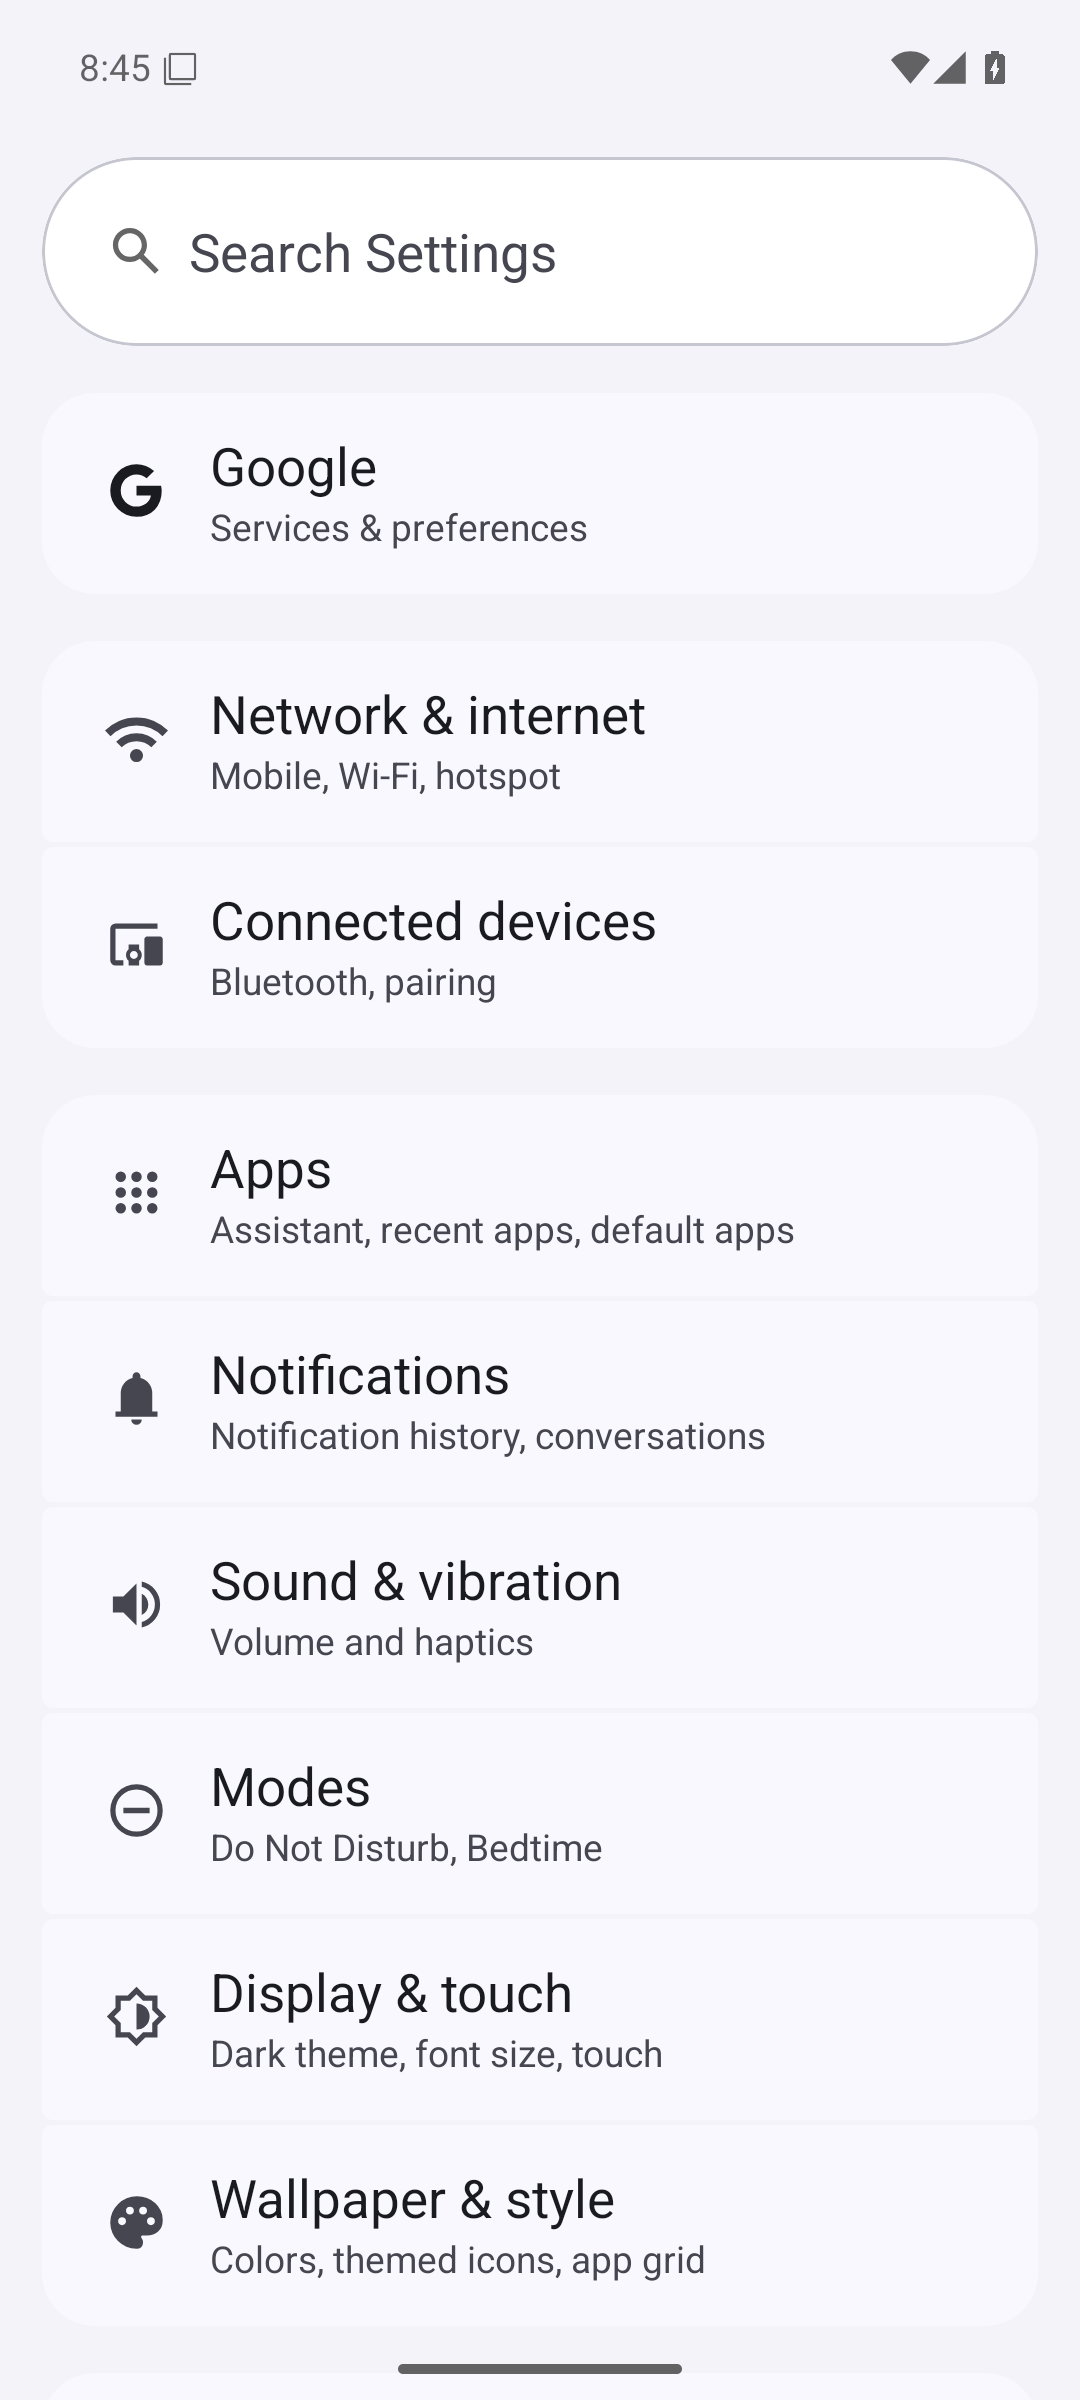 8:45
Search Settings
Google
Services & preferences
Network & internet
Mobile, Wi-Fi, hotspot
Connected devices
Bluetooth, pairing
Apps
Assistant, recent apps, default apps
Notifications
Notification history, conversations
Sound & vibration
Volume and haptics
Modes
Do Not Disturb, Bedtime
Display & touch
Dark theme, font size, touch
Wallpaper & style
Colors, themed icons, app grid